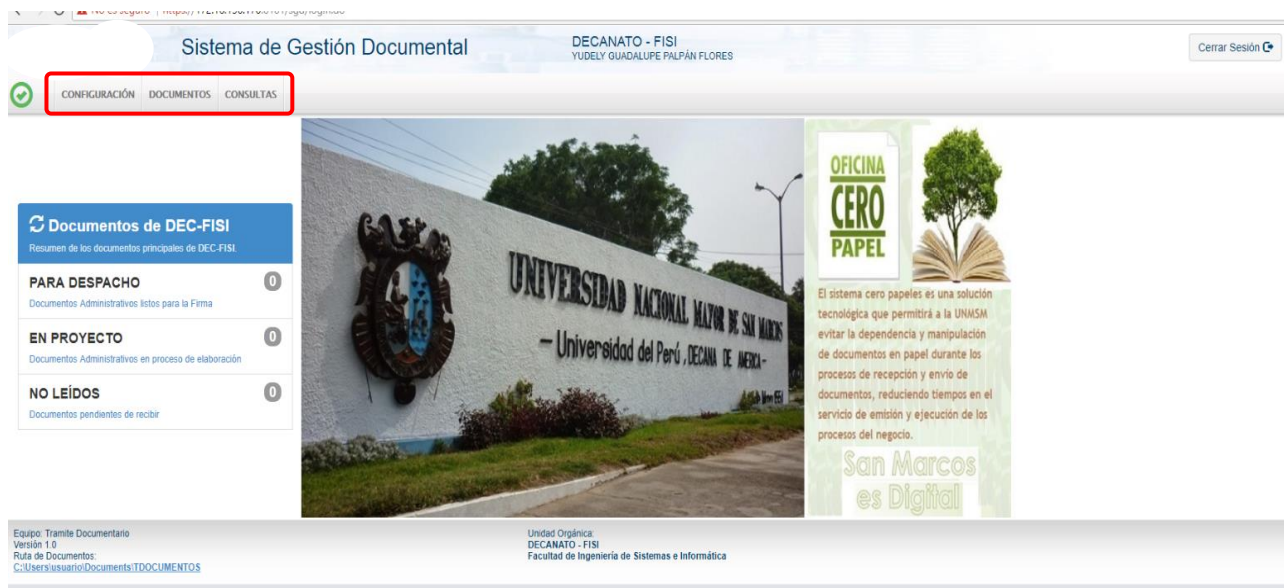 Sistema de Gestión Documental
DECANATO - FISI
YUDELY GUADALUPE PALPÁN FLORES
Cerrar Sesión
CONFIGURACIÓN DOCUMENTOS CONSULTAS
Documentos de DEC-FISI
Resumen de los documentos principales de DEC-FISI.
PARA DESPACHO 0
Documentos Administrativos listos para la Firma
EN PROYECTO 0
Documentos Administrativos en proceso de elaboración
NO LEÍDOS 0
Documentos pendientes de recibir
UNIVERSIDAD NACIONAL MAYOR DE SAN MARCOS
- Universidad del Perú, DECANA DE AMERICA -
OFICINA
CERO
PAPEL
El sistema cero papeles es una solución
tecnológica que permitirá a la UNMSM
evitar la dependencia y manipulación
de documentos en papel durante los
procesos de recepción y envio de
documentos, reduciendo tiempos en el
servicio de emisión y ejecución de los
procesos del negocio.
San Marcos
es Digital
Equipo: Tramite Documentario
Versión 1.0
Ruta de Documentos:
C:\Users\usuario\Documents\TDOCUMENTOS
Unidad Orgánica:
DECANATO - FISI
Facultad de Ingeniería de Sistemas e Informática